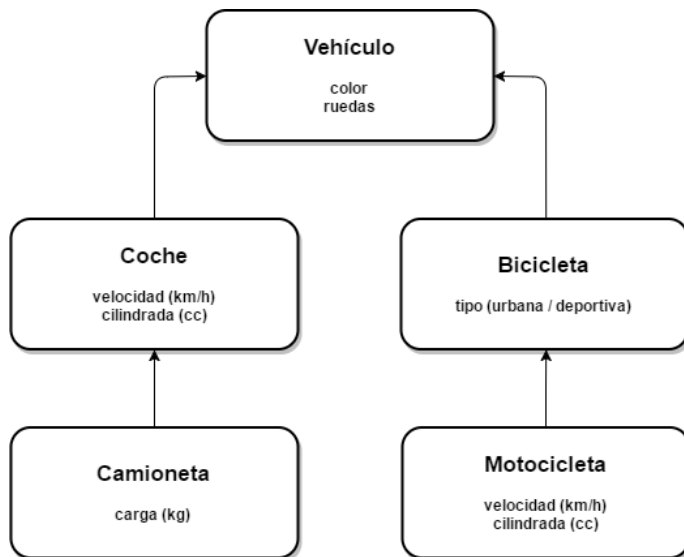 Vehículo
color
ruedas
Coche
velocidad (km/h)
cilindrada (cc)
Bicicleta
tipo (urbana / deportiva)
Camioneta
carga (kg)
Motocicleta
velocidad (km/h)
cilindrada (cc)